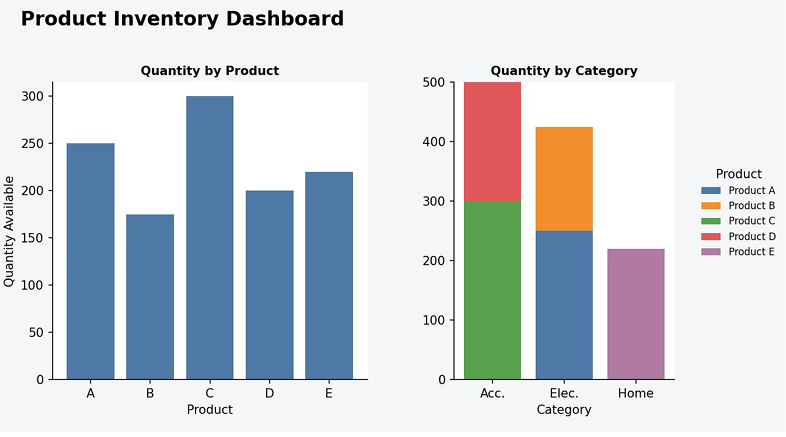 Product Inventory Dashboard
Quantity by Product
Quantity Available
300
250
200
150
100
50
0
A B C D E
Product
Quantity by Category
500
400
300
200
100
0
Acc. Elec. Home
Category
Product
Product A
Product B
Product C
Product D
Product E